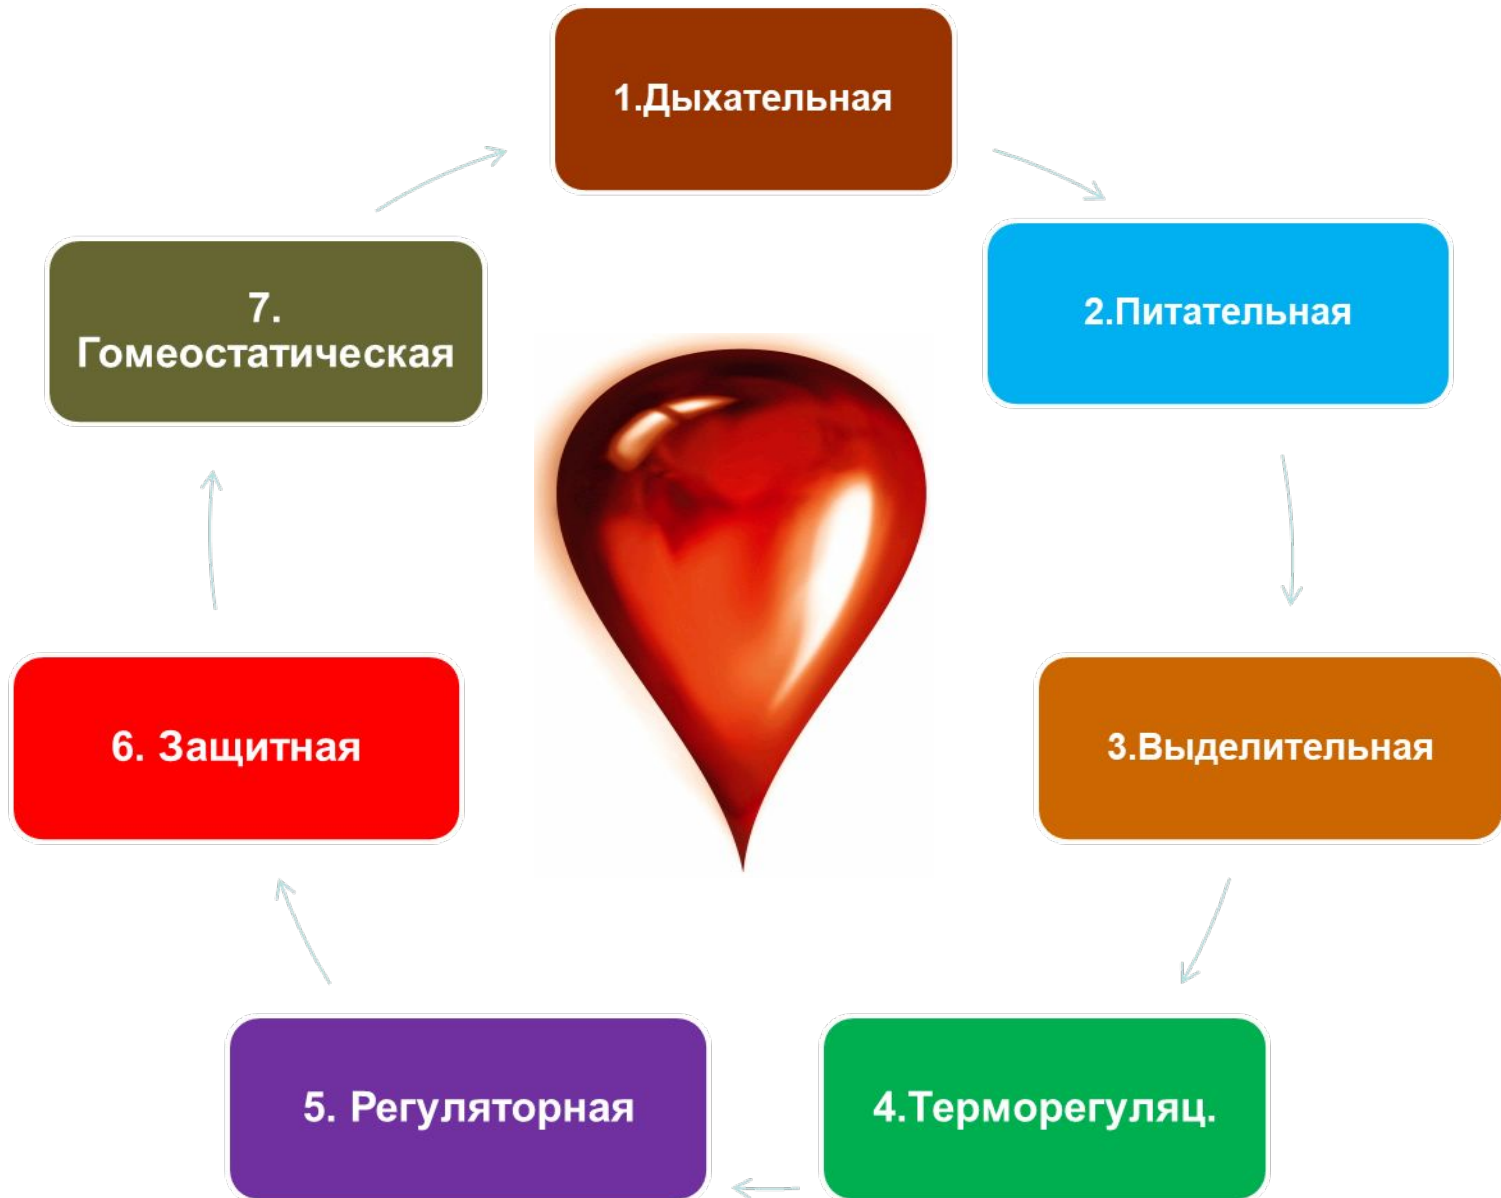 1.Дыхательная
2.Питательная
3.Выделительная
4.Терморегуляц.
5. Регуляторная
6. Защитная
7.
Гомеостатическая